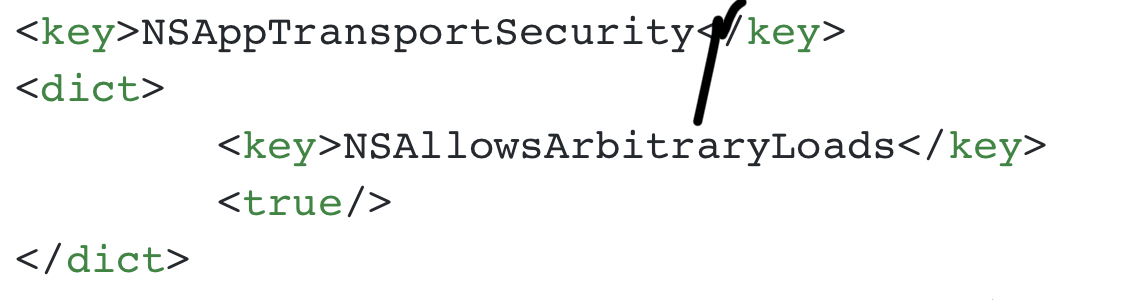 <key>NSAppTransportSecurity</key>
<dict>
<key>NSAllowsArbitraryLoads</key>
<true/>
</dict>